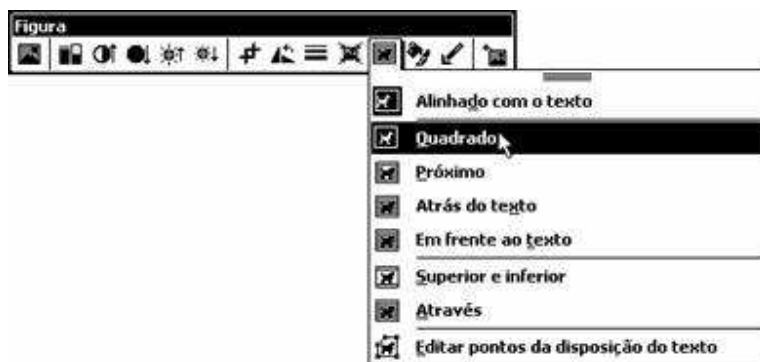 Figura
Alinhado com o texto
Quadrado
Próximo
Atrás do texto
Em frente ao texto
Superior e inferior
Através
Editar pontos da disposição do texto